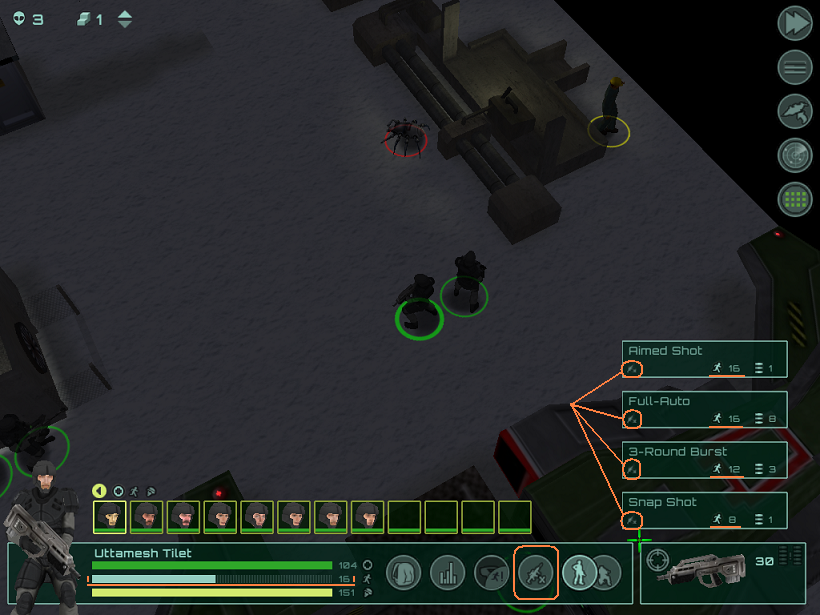 3 1
Aimed Shot
16 1
Full-Auto
16 8
3-Round Burst
12 3
Snap Shot
8 1
Uttamesh Tilet
104
16
151
30